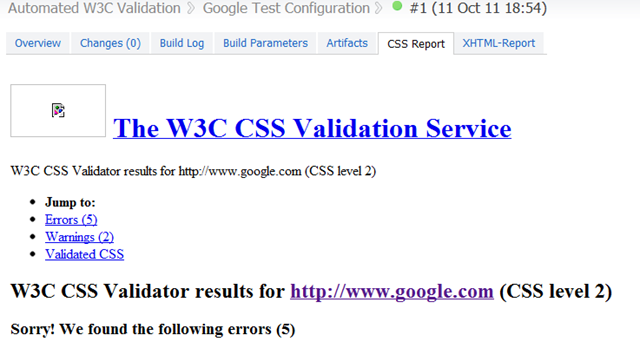 Automated W3C Validation » Google Test Configuration » #1 (11 Oct 11 18:54)
Overview Changes (0) Build Log Build Parameters Artifacts CSS Report XHTML-Report
The W3C CSS Validation Service
W3C CSS Validator results for http://www.google.com (CSS level 2)
• Jump to:
• Errors (5)
• Warnings (2)
• Validated CSS
W3C CSS Validator results for http://www.google.com (CSS level 2)
Sorry! We found the following errors (5)